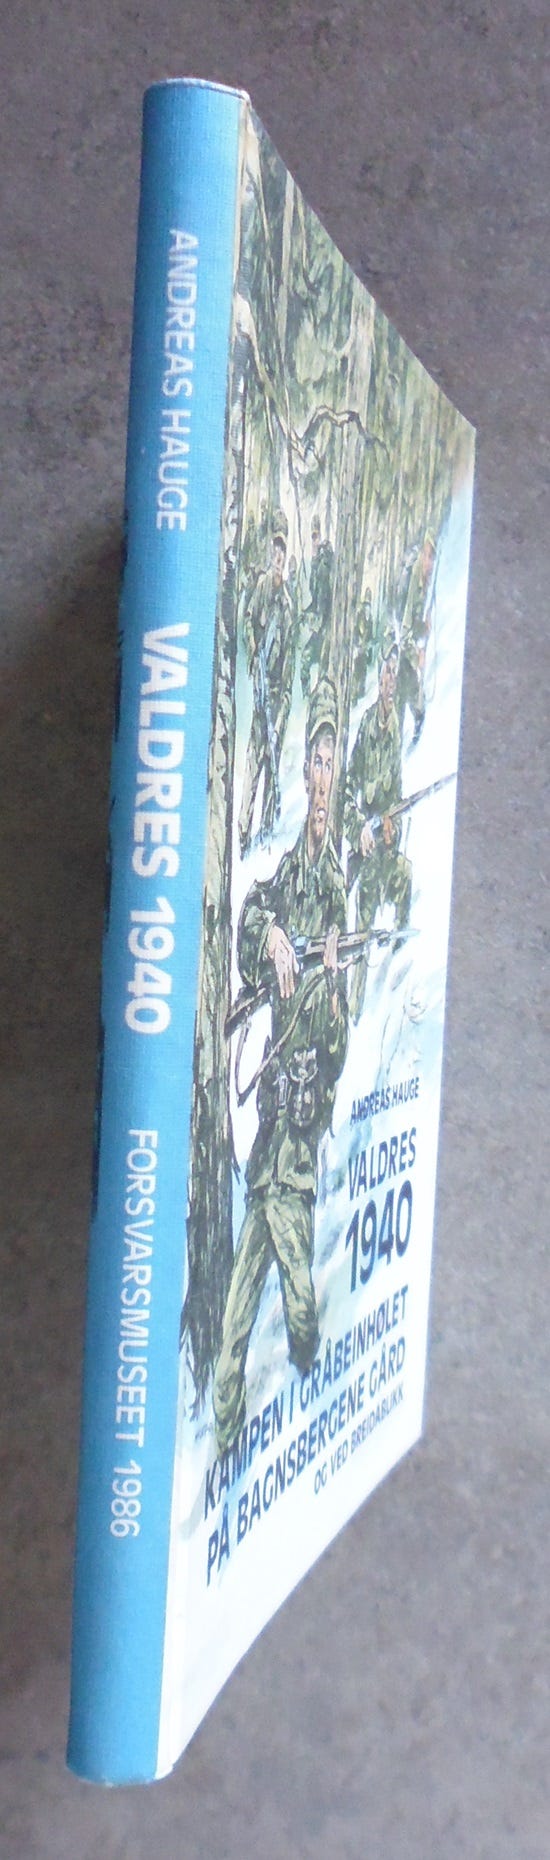 ANDREAS HAUGE VALDRES 1940 FORSVARSMUSEET 1986
ANDREAS HAUGE
VALDRES
1940
KAMPEN I GRÅBEINHØLET
PÅ BAGNSBERGENE GÅRD
OG VED BREIDABLIKK